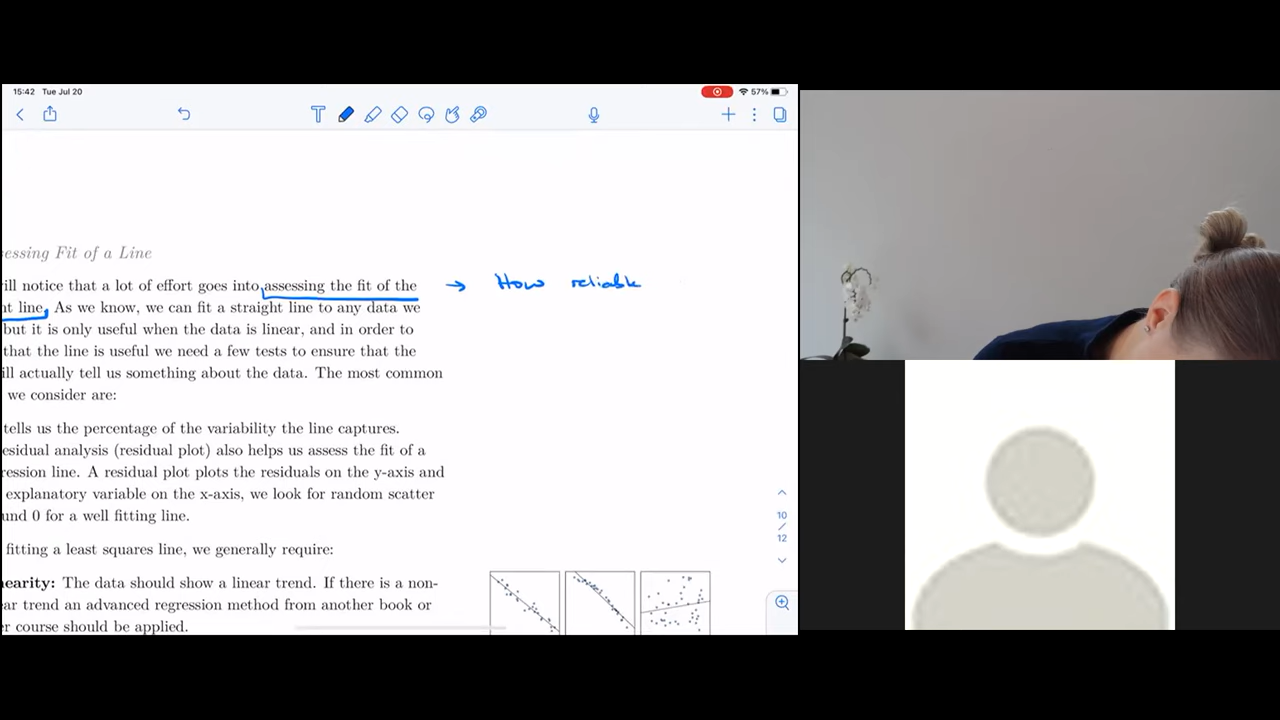 15:42 Tue Jul 20
57%
essing Fit of a Line
ill notice that a lot of effort goes into assessing the fit of the → How reliable
ht line. As we know, we can fit a straight line to any data we
but it is only useful when the data is linear, and in order to
that the line is useful we need a few tests to ensure that the
ill actually tell us something about the data. The most common
we consider are:
tells us the percentage of the variability the line captures.
esidual analysis (residual plot) also helps us assess the fit of a
ression line. A residual plot plots the residuals on the y-axis and
explanatory variable on the x-axis, we look for random scatter
und 0 for a well fitting line.
fitting a least squares line, we generally require:
nearity: The data should show a linear trend. If there is a non-
ear trend an advanced regression method from another book or
er course should be applied.
10
/
12